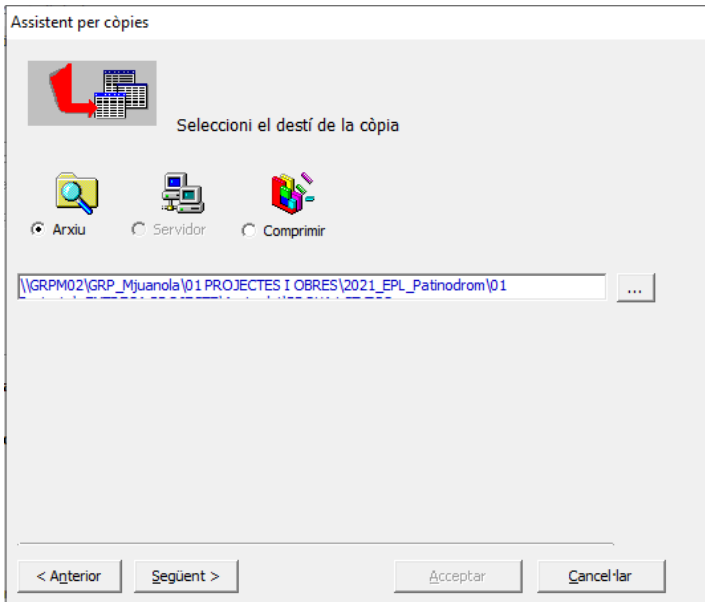 Assistent per còpies
Seleccioni el destí de la còpia
Arxiu
Servidor
Comprimir
\\GRPM02\GRP_Mjuanola\01 PROJECTES I OBRES\2021_EPL_Patinodrom\01
...
< Anterior
Següent >
Acceptar
Cancel·lar